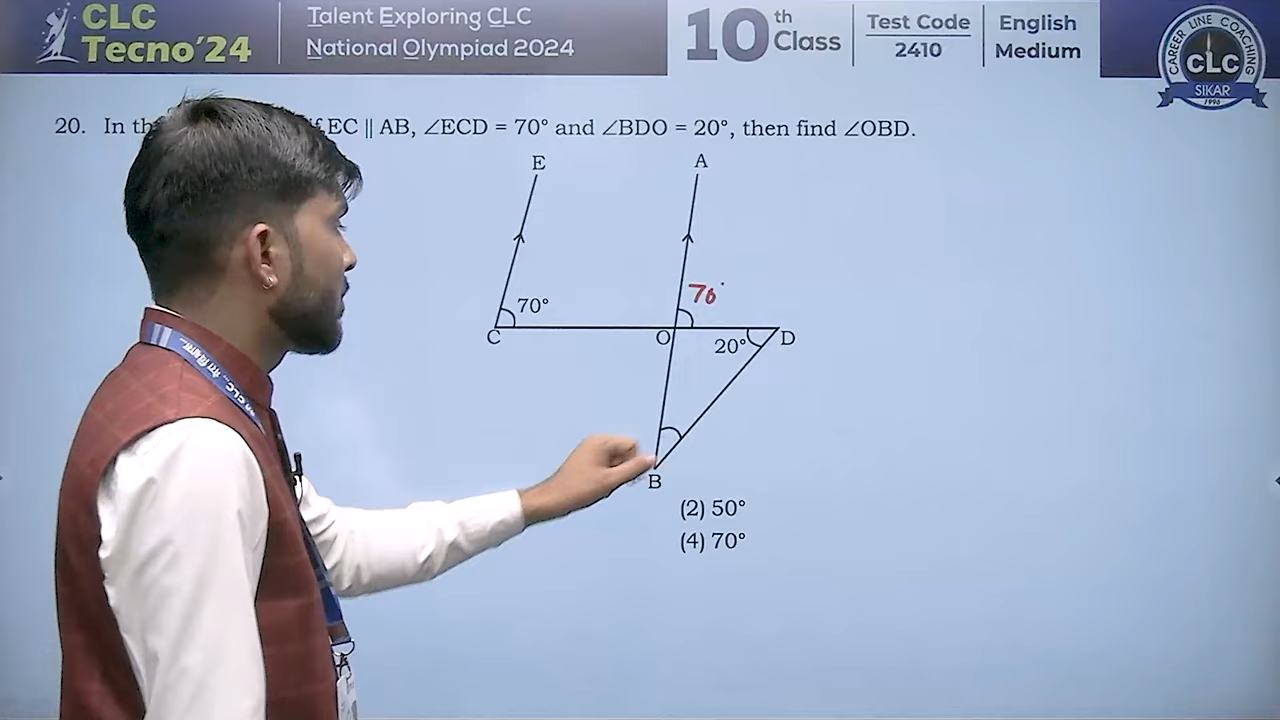 CLC
Tecno'24
Talent Exploring CLC
National Olympiad 2024
10th Class
Test Code
2410
English
Medium
CAREER LINE COACHING
CLC
SIKAR
1996
20. In th EC || AB, ∠ECD = 70° and ∠BDO = 20°, then find ∠OBD.
E
A
70°
70°
C
O
D
20°
B
(2) 50°
(4) 70°